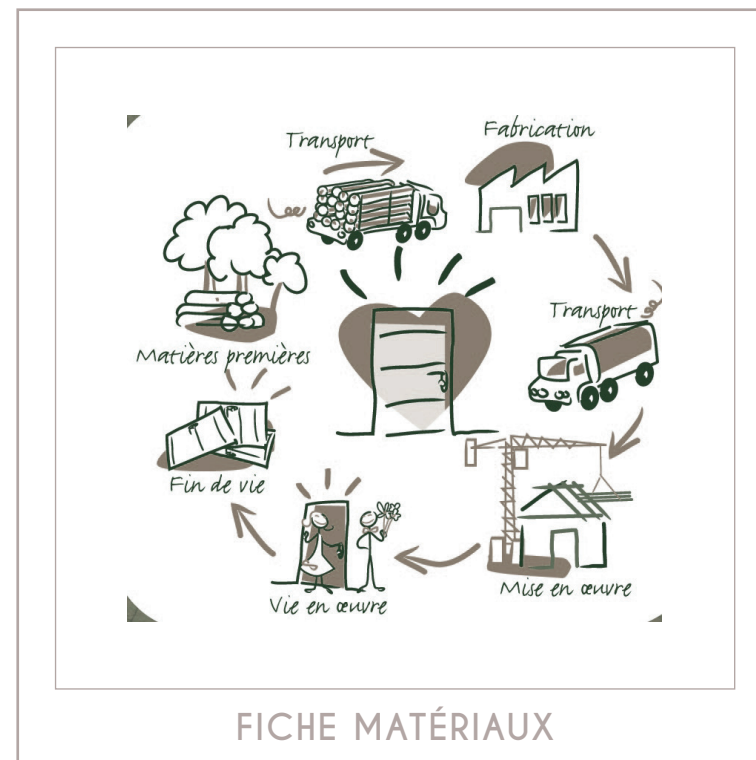 Transport
Fabrication
Transport
Matières premières
Fin de vie
Mise en œuvre
Vie en œuvre
FICHE MATÉRIAUX